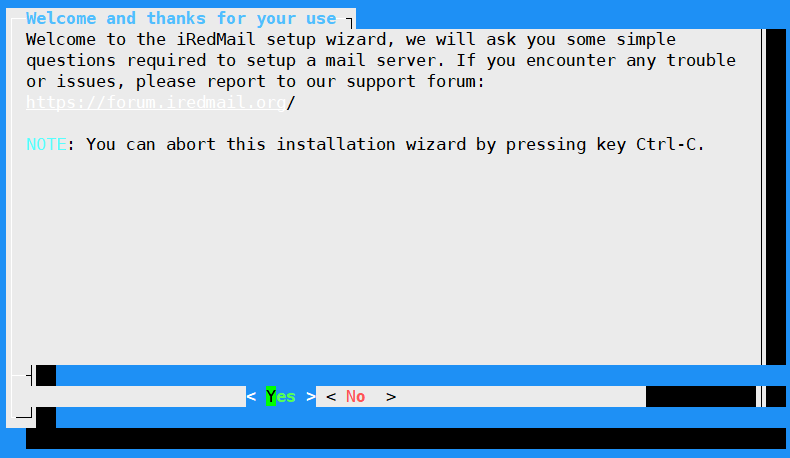 Welcome and thanks for your use
Welcome to the iRedMail setup wizard, we will ask you some simple
questions required to setup a mail server. If you encounter any trouble
or issues, please report to our support forum:
https://forum.iredmail.org/
NOTE: You can abort this installation wizard by pressing key Ctrl-C.
< Yes > < No >